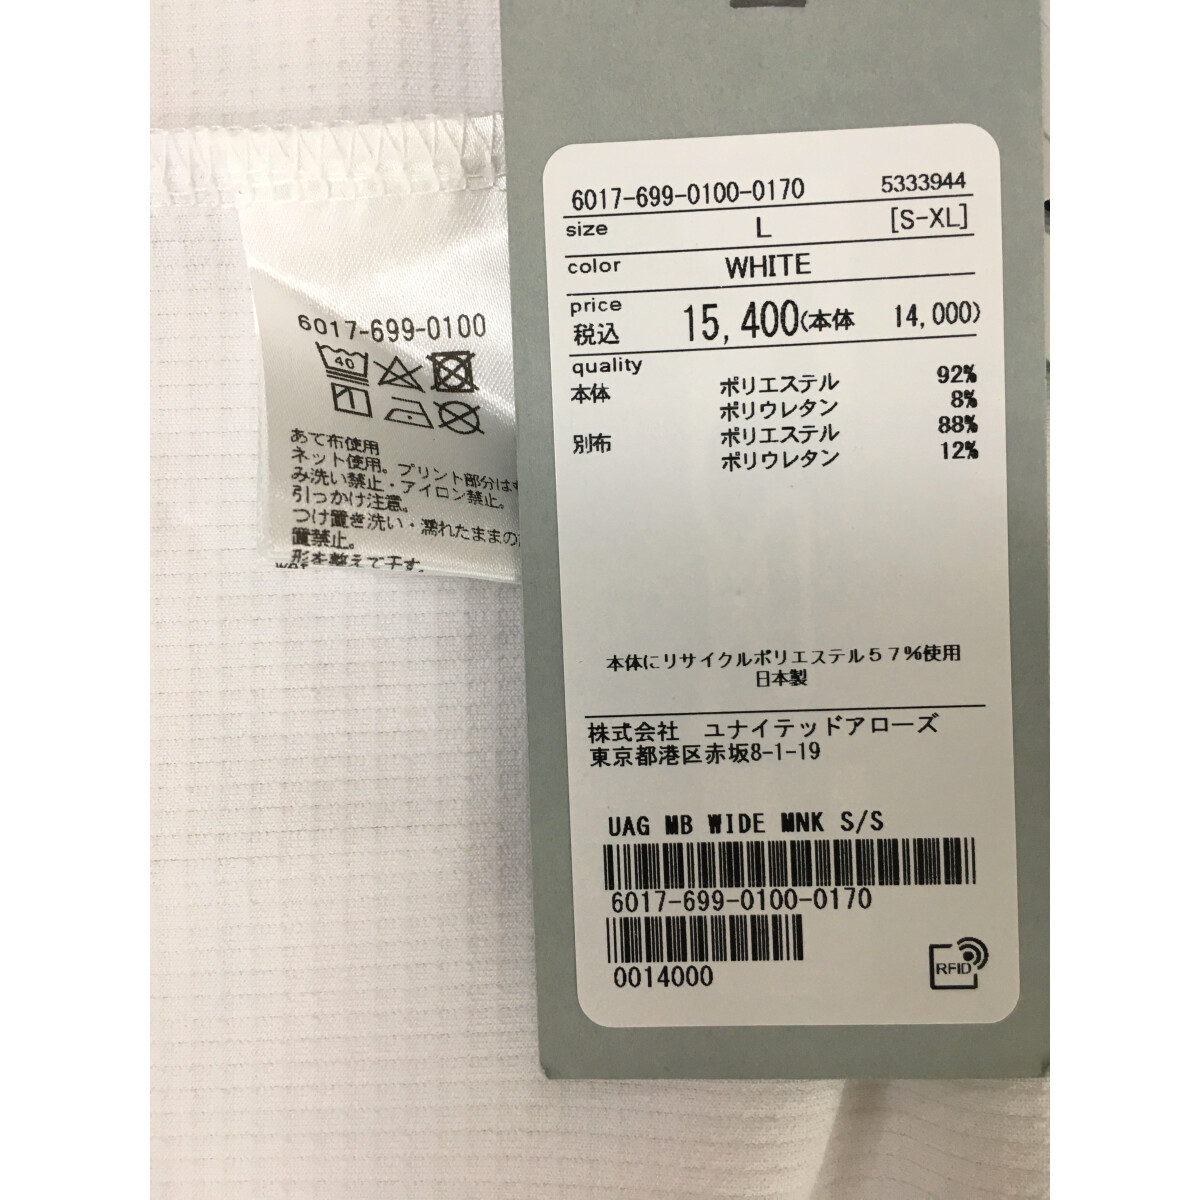 6017-699-0100-0170 5333944
size L [S-XL]
color WHITE
price
税込 15,400(本体 14,000)
quality
本体 ポリエステル 92%
ポリウレタン 8%
別布 ポリエステル 88%
ポリウレタン 12%
本体にリサイクルポリエステル57%使用
日本製
株式会社 ユナイテッドアローズ
東京都港区赤坂8-1-19
UAG MB WIDE MNK S/S
6017-699-0100-0170
0014000
RFID
6017-699-0100
40
あて布使用
ネット使用。プリント部分は
み洗い禁止・アイロン禁止。
引っかけ注意。
つけ置き洗い・濡れたままの
置禁止。
形を整えて干す。